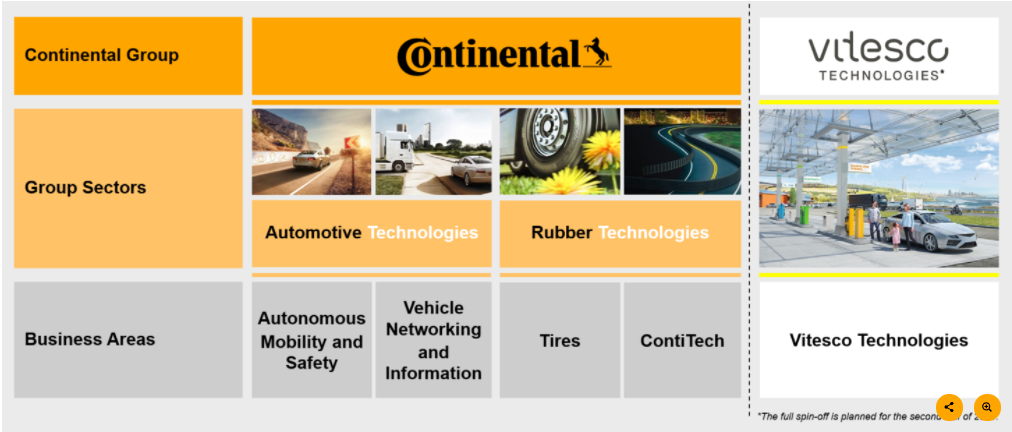 Continental Group
Continental
vitesco
TECHNOLOGIES*
Group Sectors
Automotive Technologies
Rubber Technologies
Business Areas
Autonomous
Mobility and
Safety
Vehicle
Networking
and
Information
Tires
ContiTech
Vitesco Technologies
*The full spin-off is planned for the second of